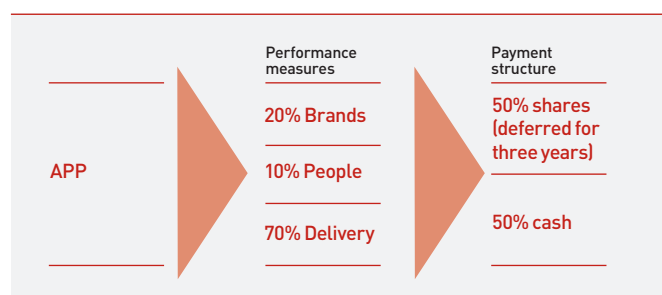 APP
Performance
measures
20% Brands
10% People
70% Delivery
Payment
structure
50% shares
(deferred for
three years)
50% cash